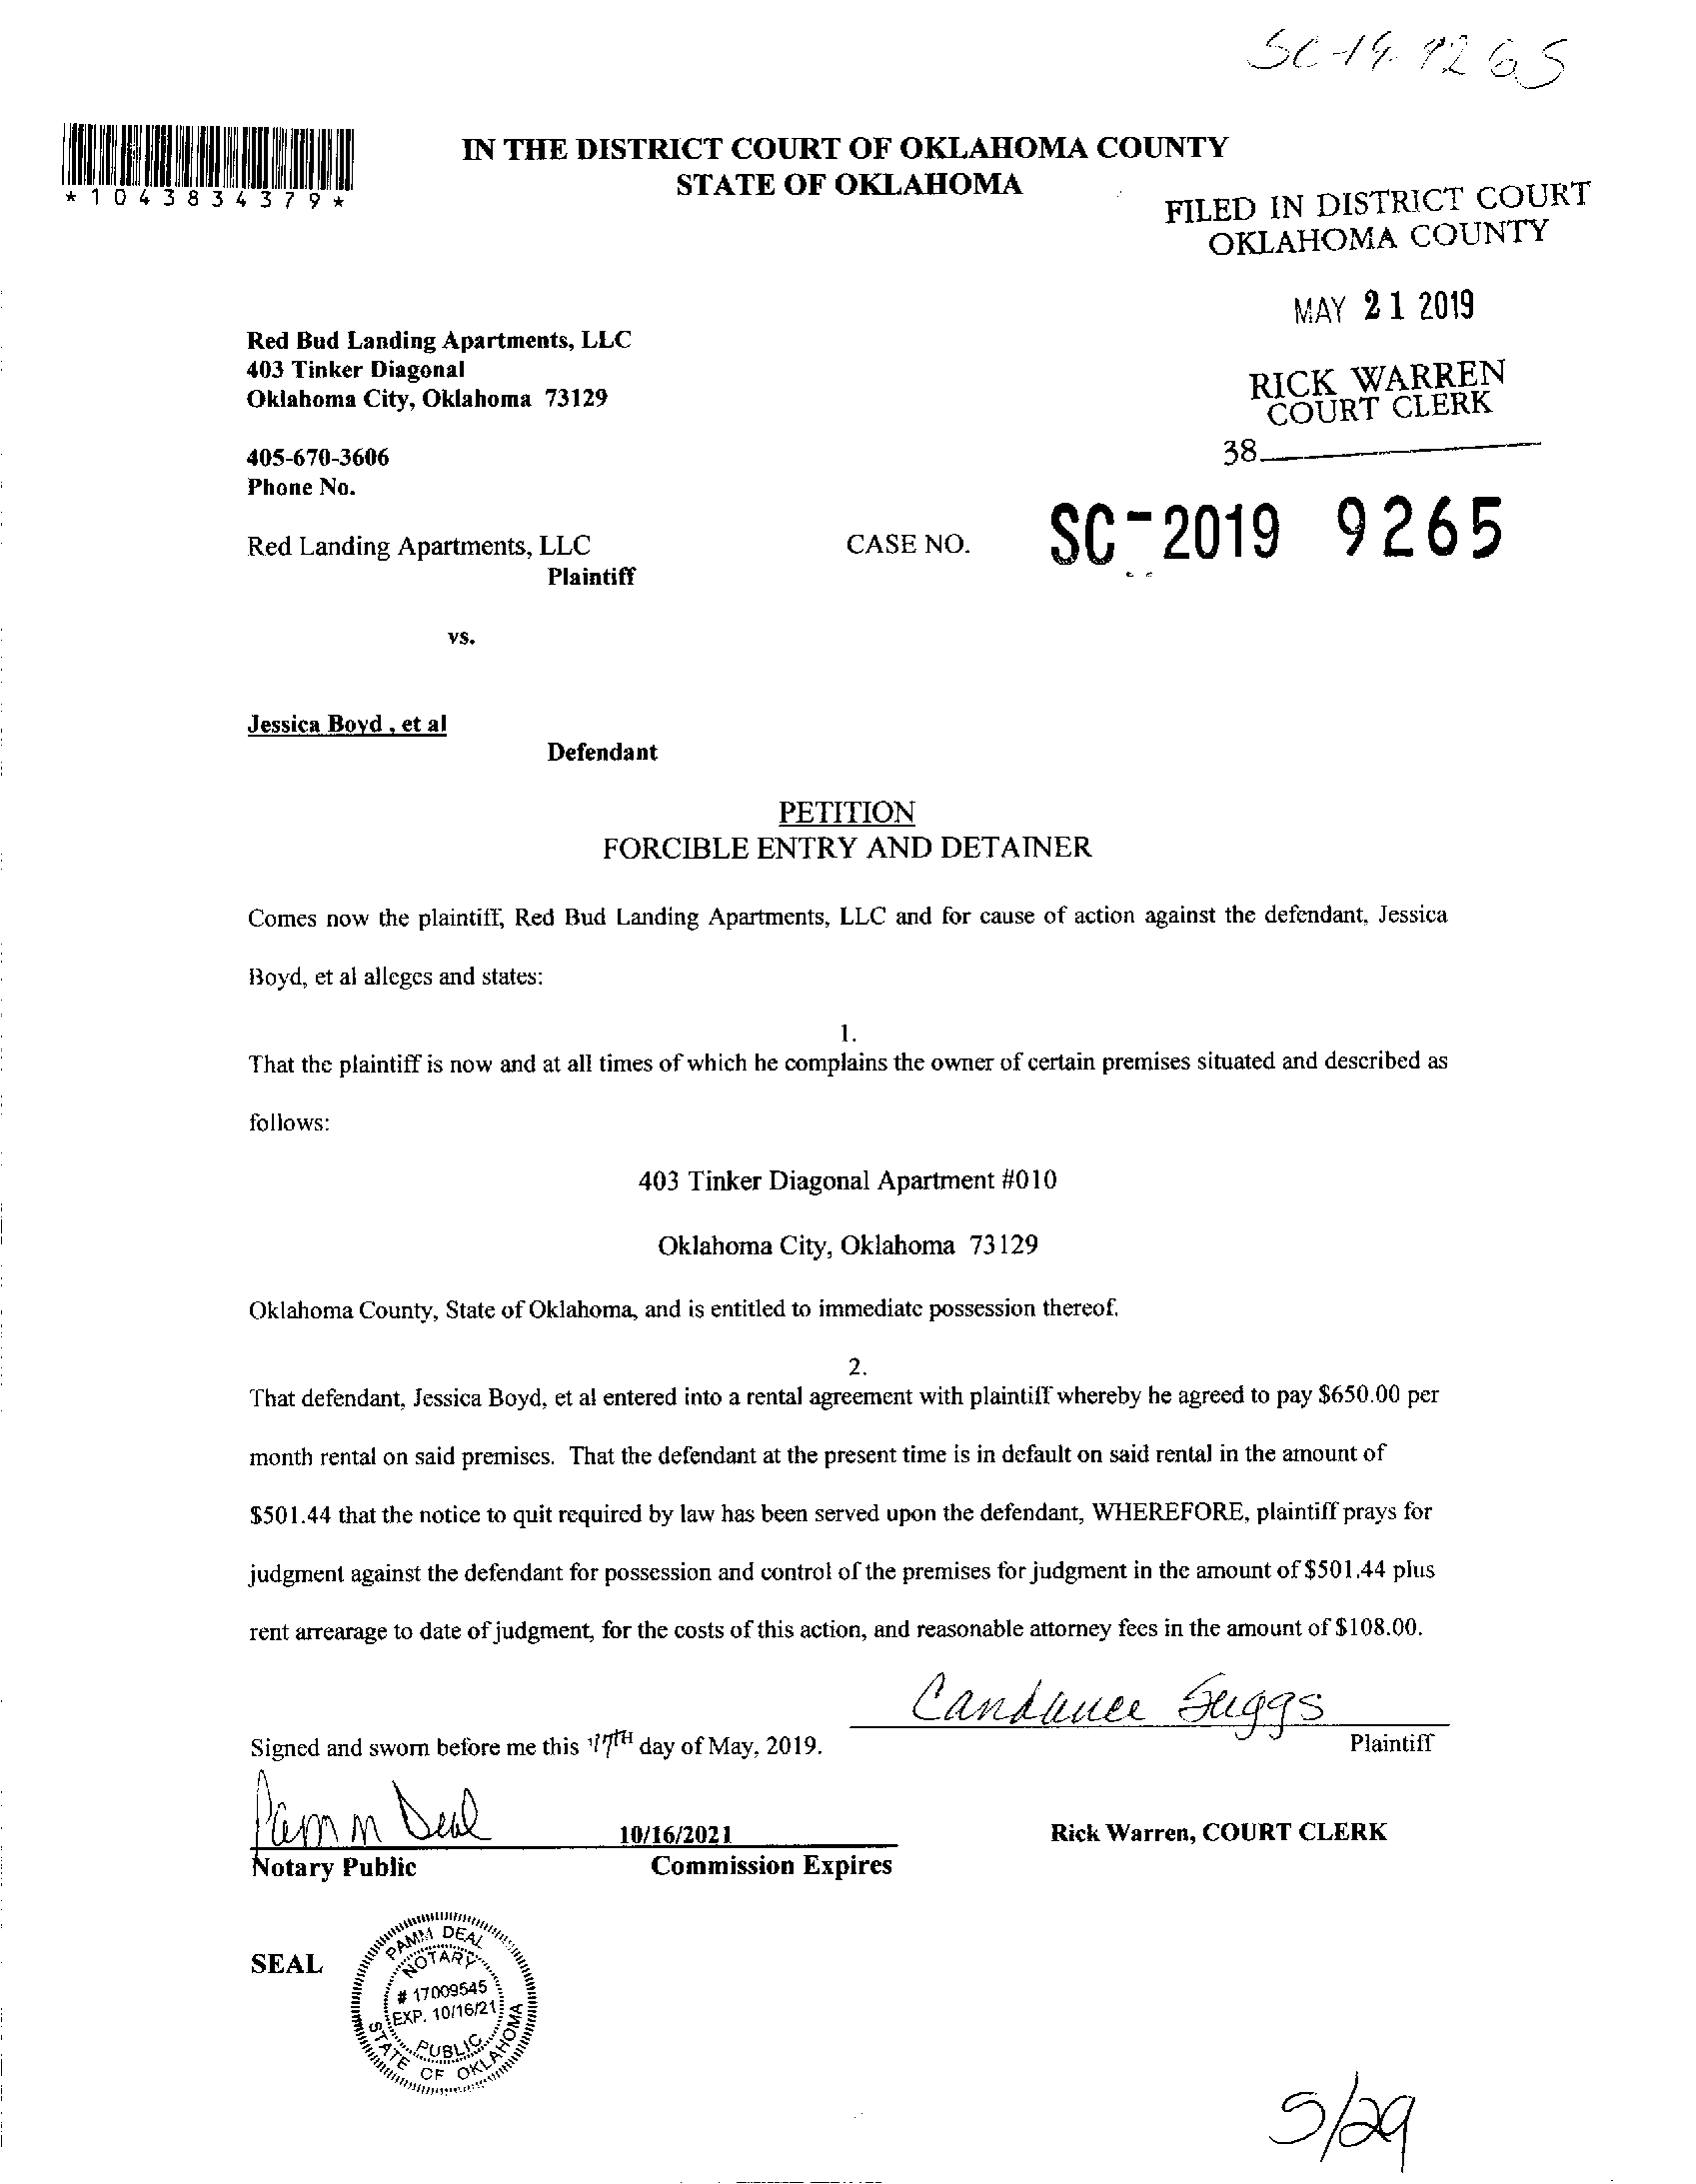 SC-19-9265
*1043834379*
IN THE DISTRICT COURT OF OKLAHOMA COUNTY
STATE OF OKLAHOMA
FILED IN DISTRICT COURT
OKLAHOMA COUNTY
MAY 21 2019
RICK WARREN
COURT CLERK
38
Red Bud Landing Apartments, LLC
403 Tinker Diagonal
Oklahoma City, Oklahoma 73129
405-670-3606
Phone No.
Red Landing Apartments, LLC
Plaintiff
CASE NO. SC-2019 9265
vs.
Jessica Boyd , et al
Defendant
PETITION
FORCIBLE ENTRY AND DETAINER
Comes now the plaintiff, Red Bud Landing Apartments, LLC and for cause of action against the defendant, Jessica
Boyd, et al alleges and states:
1.
That the plaintiff is now and at all times of which he complains the owner of certain premises situated and described as
follows:
403 Tinker Diagonal Apartment #010
Oklahoma City, Oklahoma 73129
Oklahoma County, State of Oklahoma, and is entitled to immediate possession thereof.
2.
That defendant, Jessica Boyd, et al entered into a rental agreement with plaintiff whereby he agreed to pay $650.00 per
month rental on said premises. That the defendant at the present time is in default on said rental in the amount of
$501.44 that the notice to quit required by law has been served upon the defendant, WHEREFORE, plaintiff prays for
judgment against the defendant for possession and control of the premises for judgment in the amount of $501.44 plus
rent arrearage to date of judgment, for the costs of this action, and reasonable attorney fees in the amount of $108.00.
Candance Suggs
Plaintiff
Signed and sworn before me this 17TH day of May, 2019.
Pamm Deal
Notary Public
10/16/2021
Commission Expires
Rick Warren, COURT CLERK
SEAL
PAMM DEAL
NOTARY
# 17009545
EXP. 10/16/21
PUBLIC
STATE OF OKLAHOMA
5/29